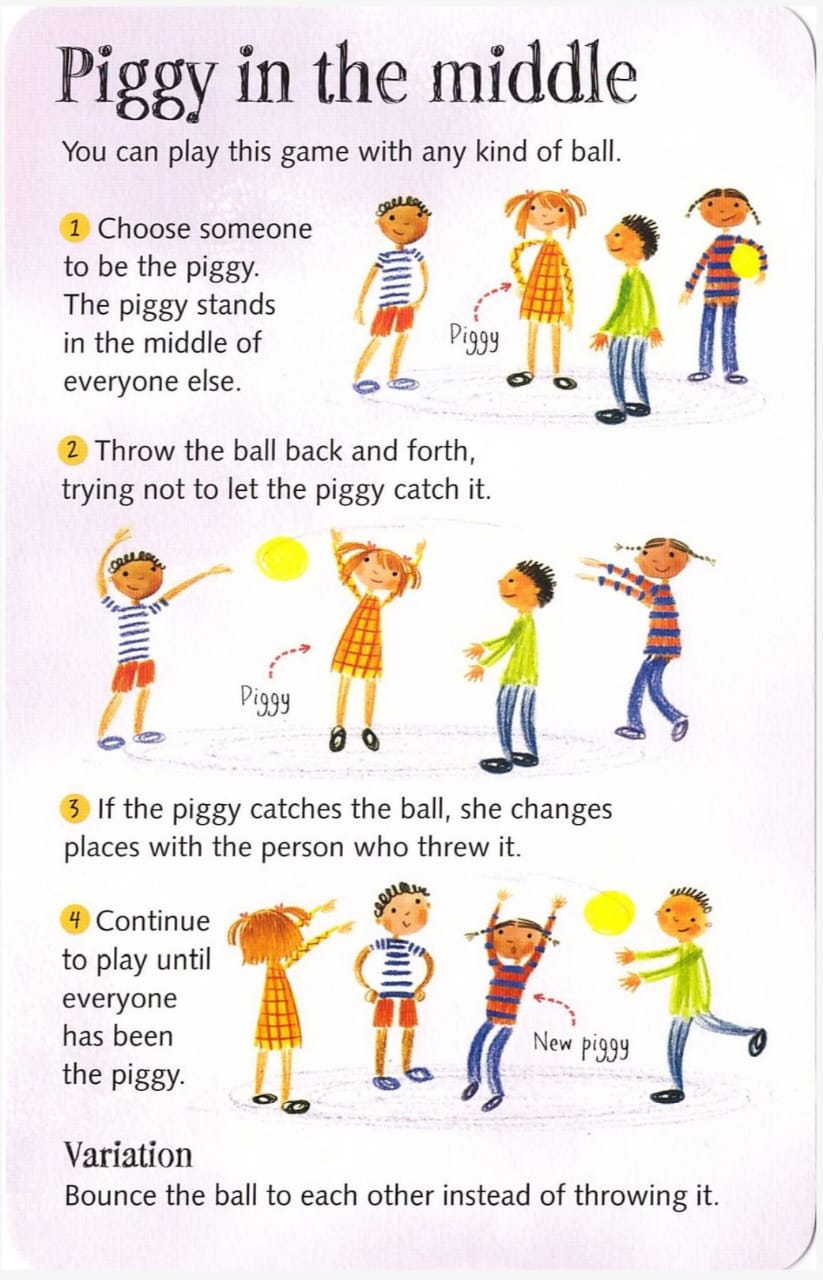 Piggy in the middle
You can play this game with any kind of ball.
1 Choose someone
to be the piggy.
The piggy stands
in the middle of
everyone else.
Piggy
2 Throw the ball back and forth,
trying not to let the piggy catch it.
Piggy
3 If the piggy catches the ball, she changes
places with the person who threw it.
4 Continue
to play until
everyone
has been
the piggy.
New piggy
Variation
Bounce the ball to each other instead of throwing it.